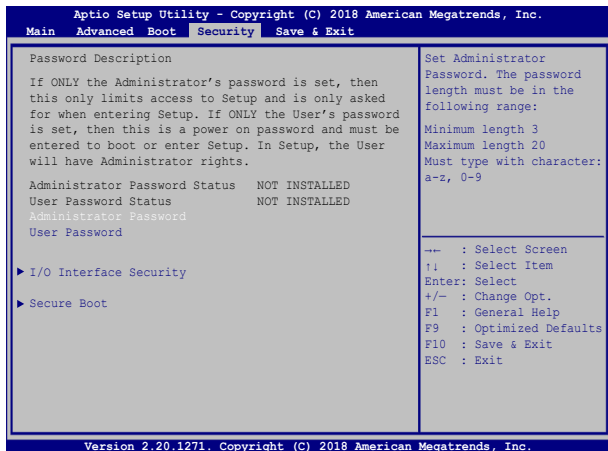 Aptio Setup Utility - Copyright (C) 2018 American Megatrends, Inc.
Main Advanced Boot Security Save & Exit
Password Description
If ONLY the Administrator's password is set, then
this only limits access to Setup and is only asked
for when entering Setup. If ONLY the User's password
is set, then this is a power on password and must be
entered to boot or enter Setup. In Setup, the User
will have Administrator rights.
Administrator Password Status NOT INSTALLED
User Password Status NOT INSTALLED
Administrator Password
User Password
I/O Interface Security
Secure Boot
Set Administrator
Password. The password
length must be in the
following range:
Minimum length 3
Maximum length 20
Must type with character:
a-z, 0-9
→← : Select Screen
↑↓ : Select Item
Enter: Select
+/— : Change Opt.
F1 : General Help
F9 : Optimized Defaults
F10 : Save & Exit
ESC : Exit
Version 2.20.1271. Copyright (C) 2018 American Megatrends, Inc.